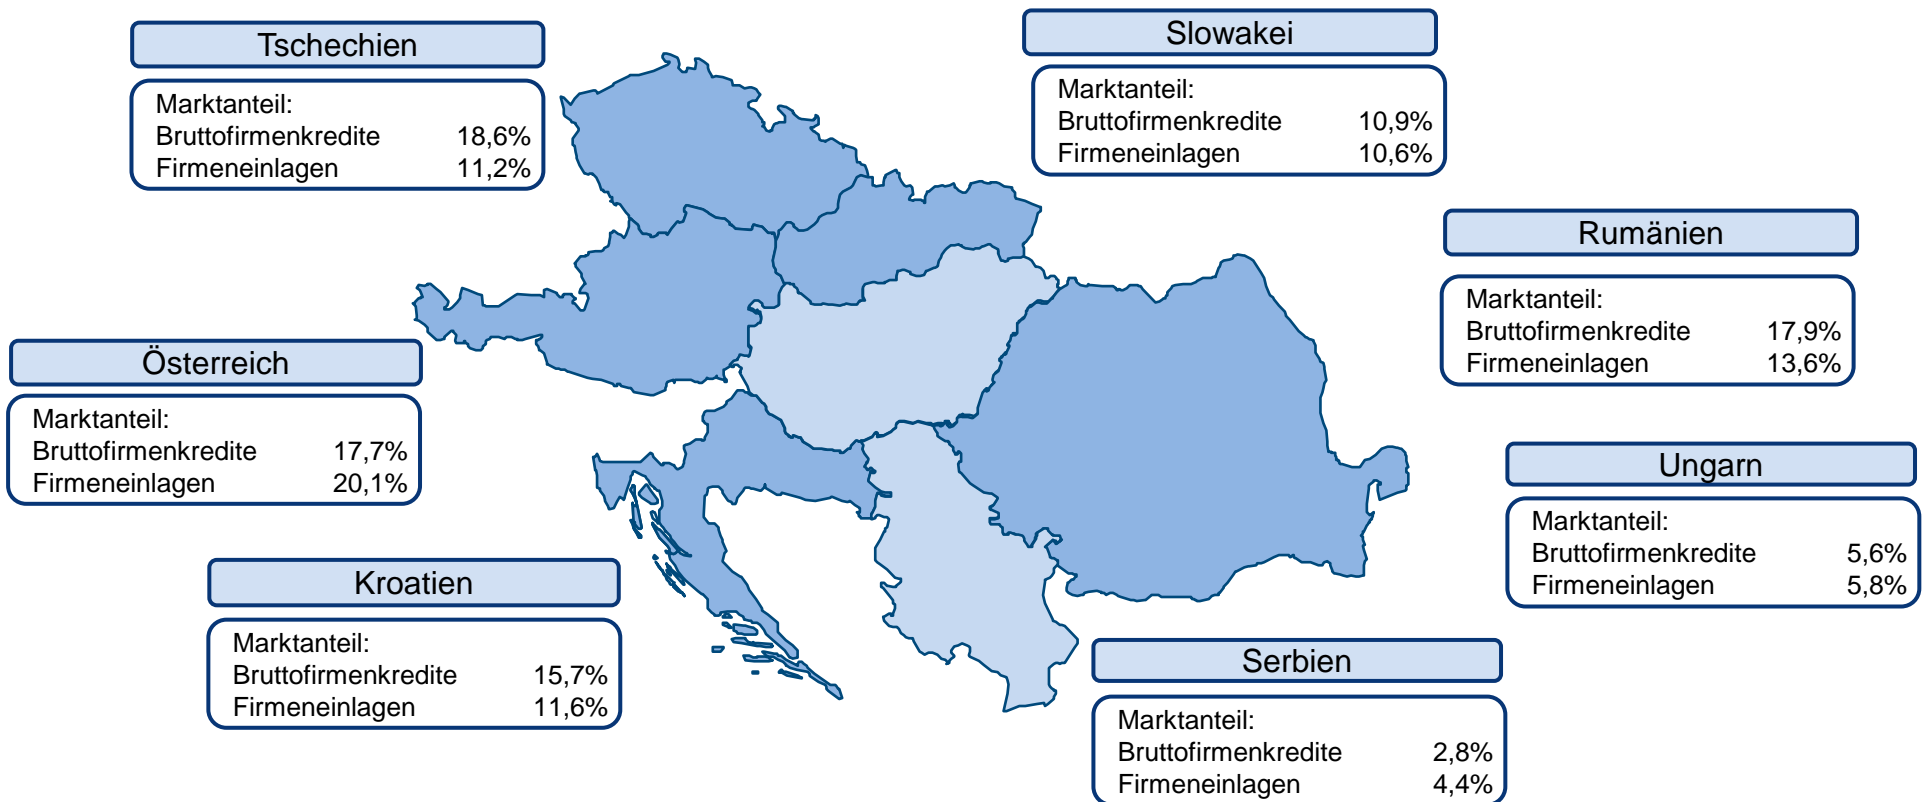 Tschechien
Marktanteil:
Bruttofirmenkredite 18,6%
Firmeneinlagen 11,2%
Slowakei
Marktanteil:
Bruttofirmenkredite 10,9%
Firmeneinlagen 10,6%
Rumänien
Marktanteil:
Bruttofirmenkredite 17,9%
Firmeneinlagen 13,6%
Österreich
Marktanteil:
Bruttofirmenkredite 17,7%
Firmeneinlagen 20,1%
Ungarn
Marktanteil:
Bruttofirmenkredite 5,6%
Firmeneinlagen 5,8%
Kroatien
Marktanteil:
Bruttofirmenkredite 15,7%
Firmeneinlagen 11,6%
Serbien
Marktanteil:
Bruttofirmenkredite 2,8%
Firmeneinlagen 4,4%